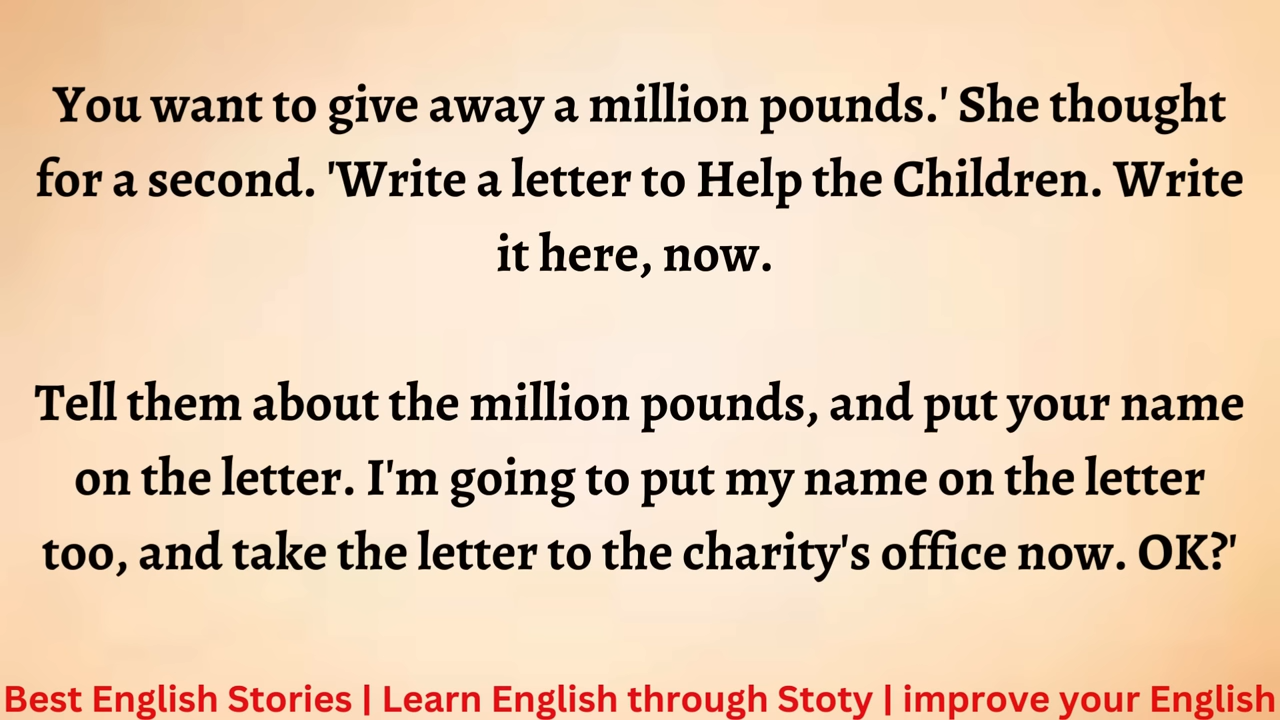 You want to give away a million pounds.' She thought
for a second. 'Write a letter to Help the Children. Write
it here, now.
Tell them about the million pounds, and put your name
on the letter. I'm going to put my name on the letter
too, and take the letter to the charity's office now. OK?'
Best English Stories | Learn English through Stoty | improve your English